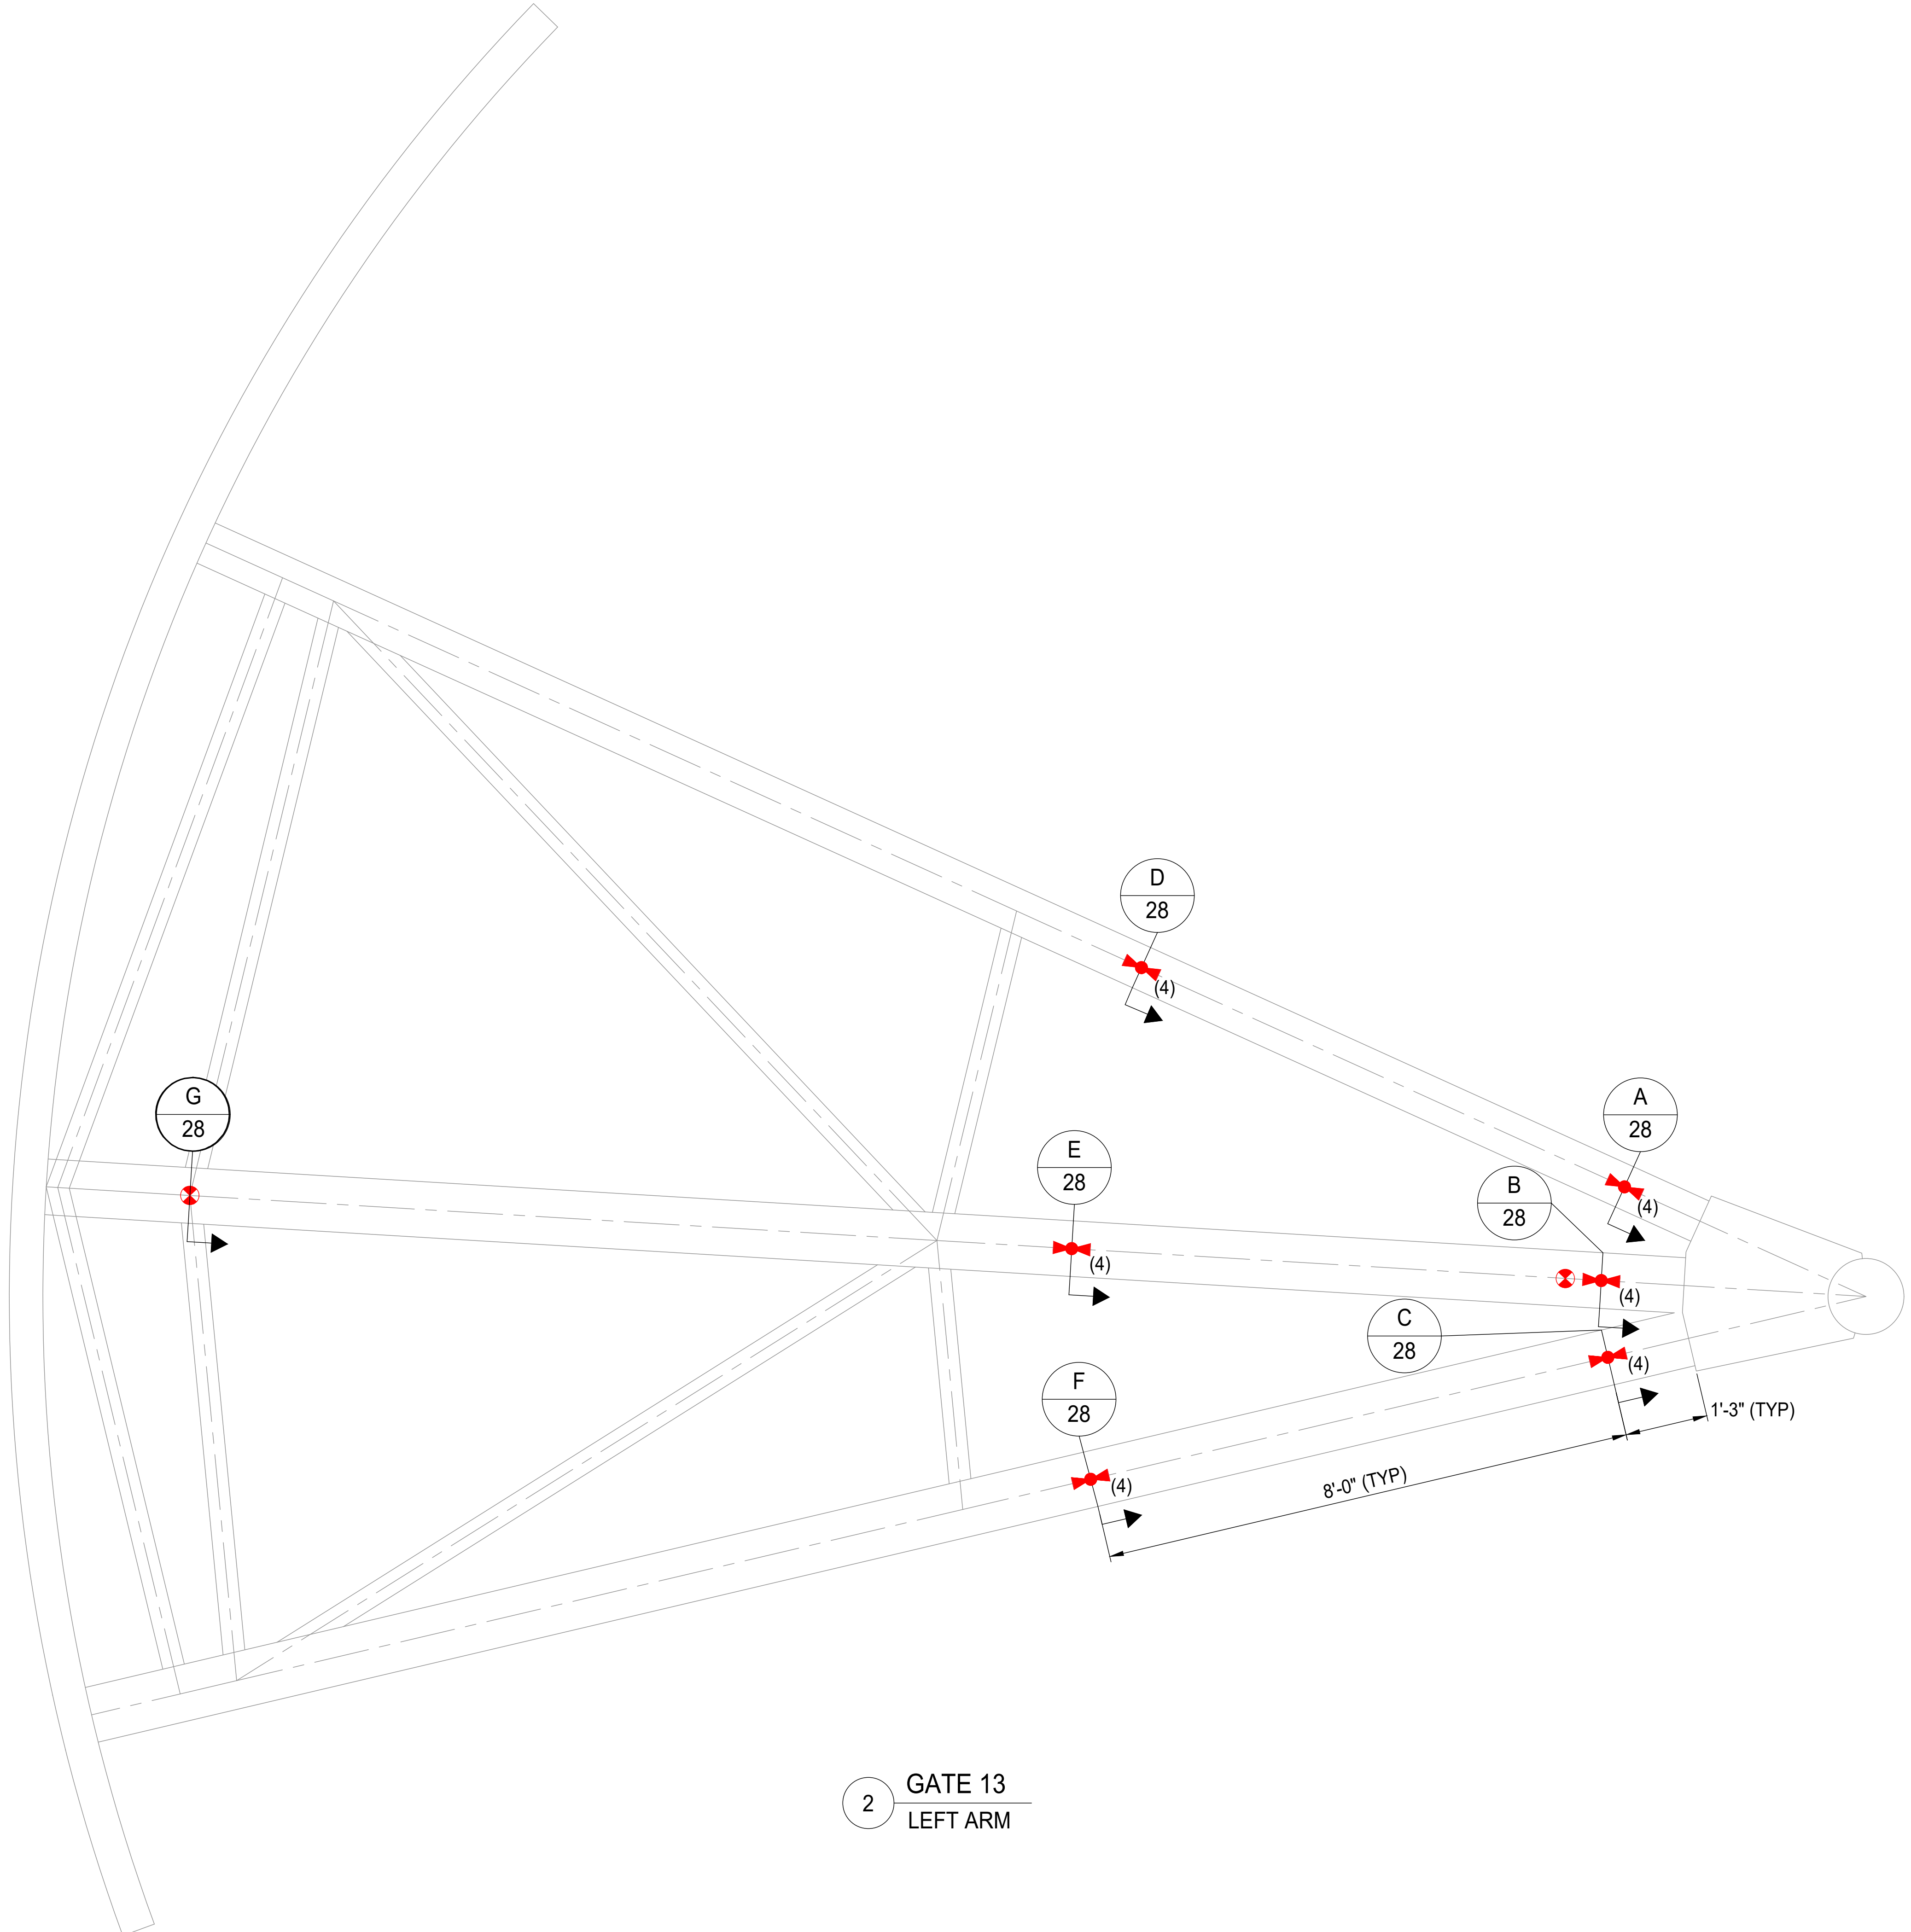 D
28
(4)
A
28
(4)
G
28
E
28
(4)
B
28
(4)
C
28
(4)
F
28
(4)
1'-3" (TYP)
8'-0" (TYP)
2
GATE 13
LEFT ARM